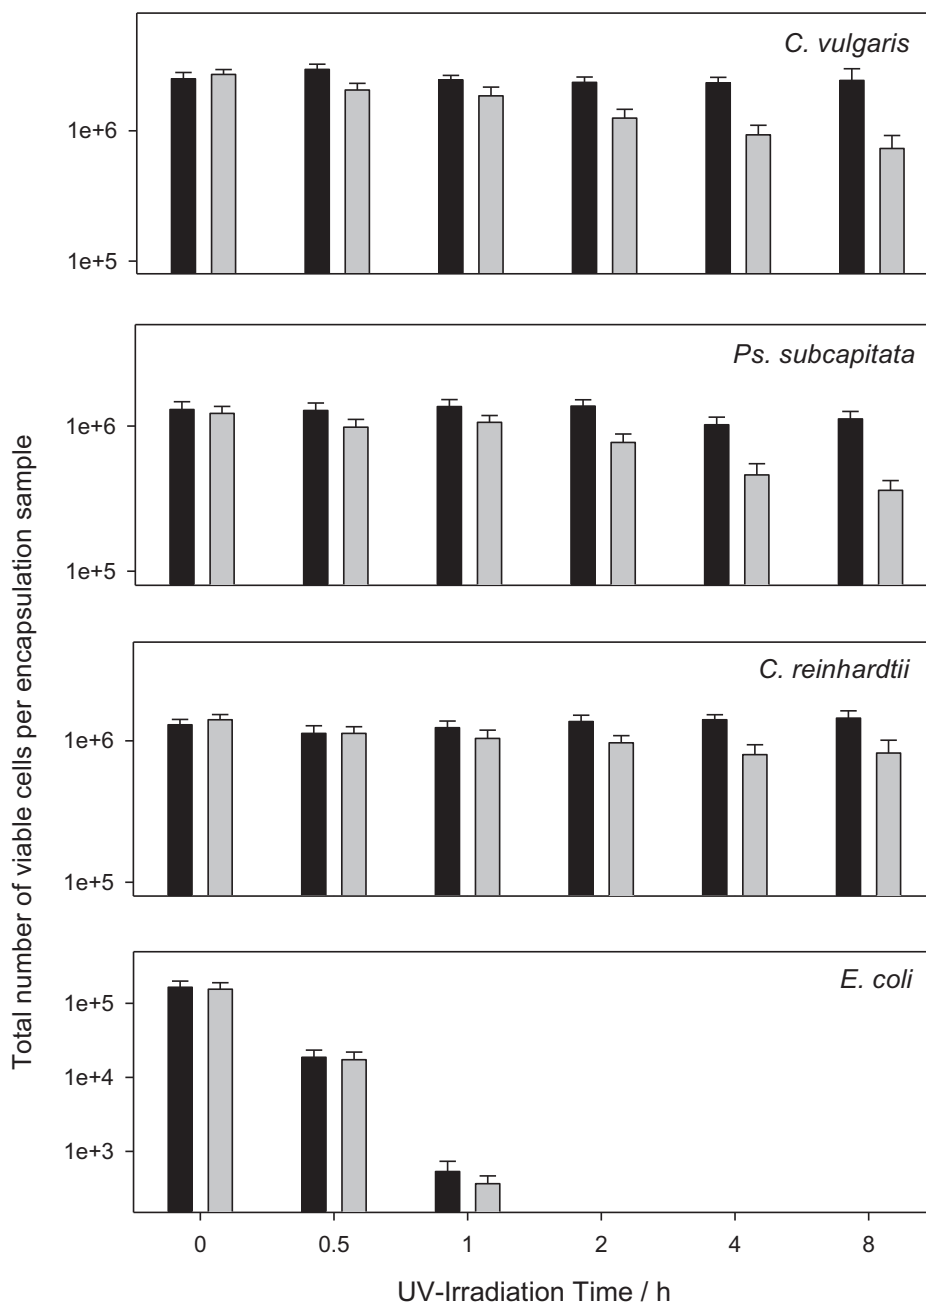 Total number of viable cells per encapsulation sample
C. vulgaris
1e+6
1e+5
Ps. subcapitata
1e+6
1e+5
C. reinhardtii
1e+6
1e+5
E. coli
1e+5
1e+4
1e+3
0 0.5 1 2 4 8
UV-Irradiation Time / h